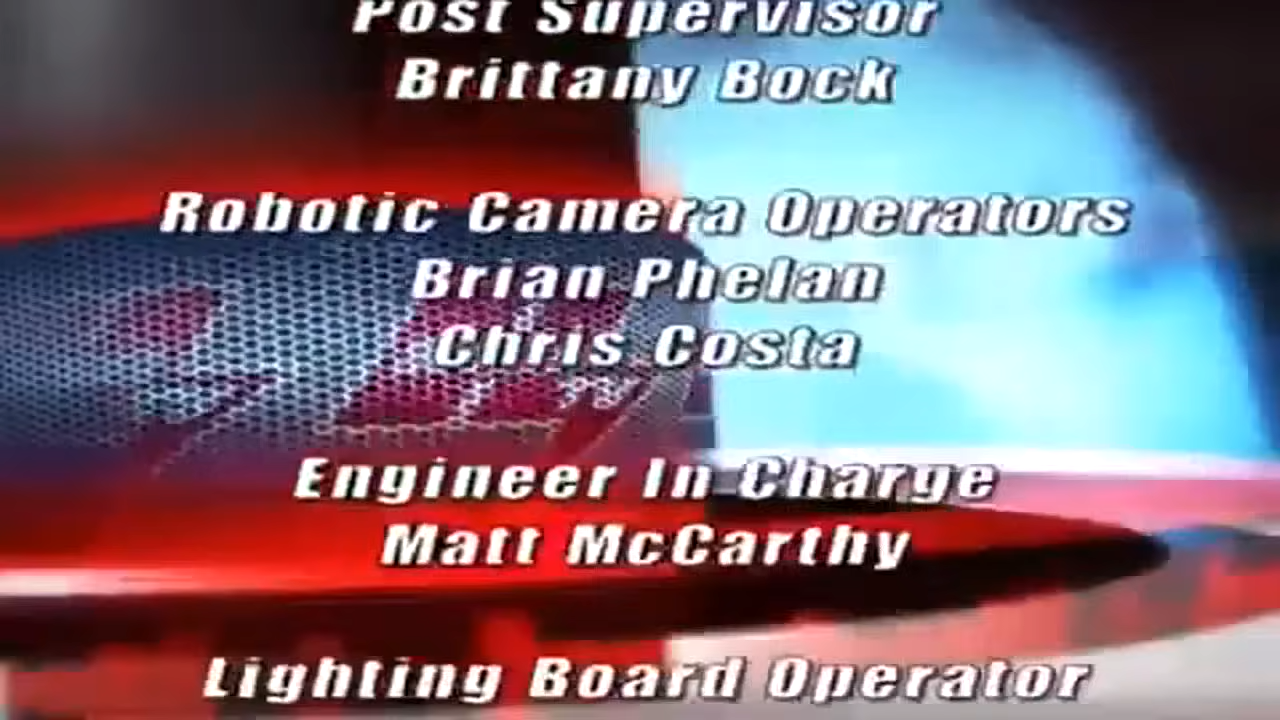 Post Supervisor
Brittany Bock
Robotic Camera Operators
Brian Phelan
Chris Costa
Engineer In Charge
Matt McCarthy
Lighting Board Operator